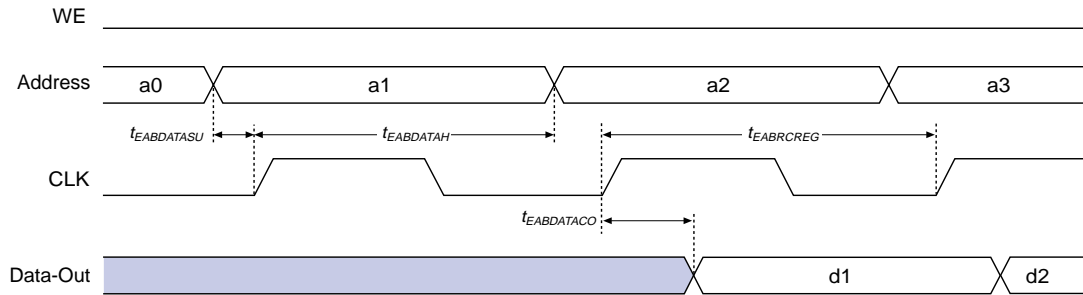 WE
Address a0 a1 a2 a3
tEABDATASU tEABDATAH tEABRCREG
CLK
tEABDATACO
Data-Out d1 d2